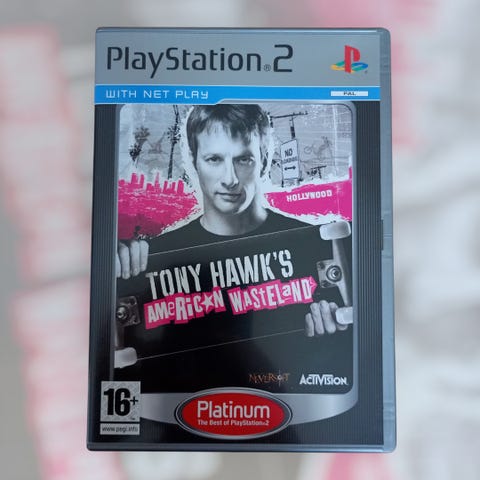 PlayStation®2
WITH NET PLAY
PAL
NO
LOADING
HOLLYWOOD
TONY HAWK'S
AMERICAN WASTELAND
NEVERSOFT
ACTIVISION
16+
www.pegi.info
Platinum
The Best of PlayStation®2